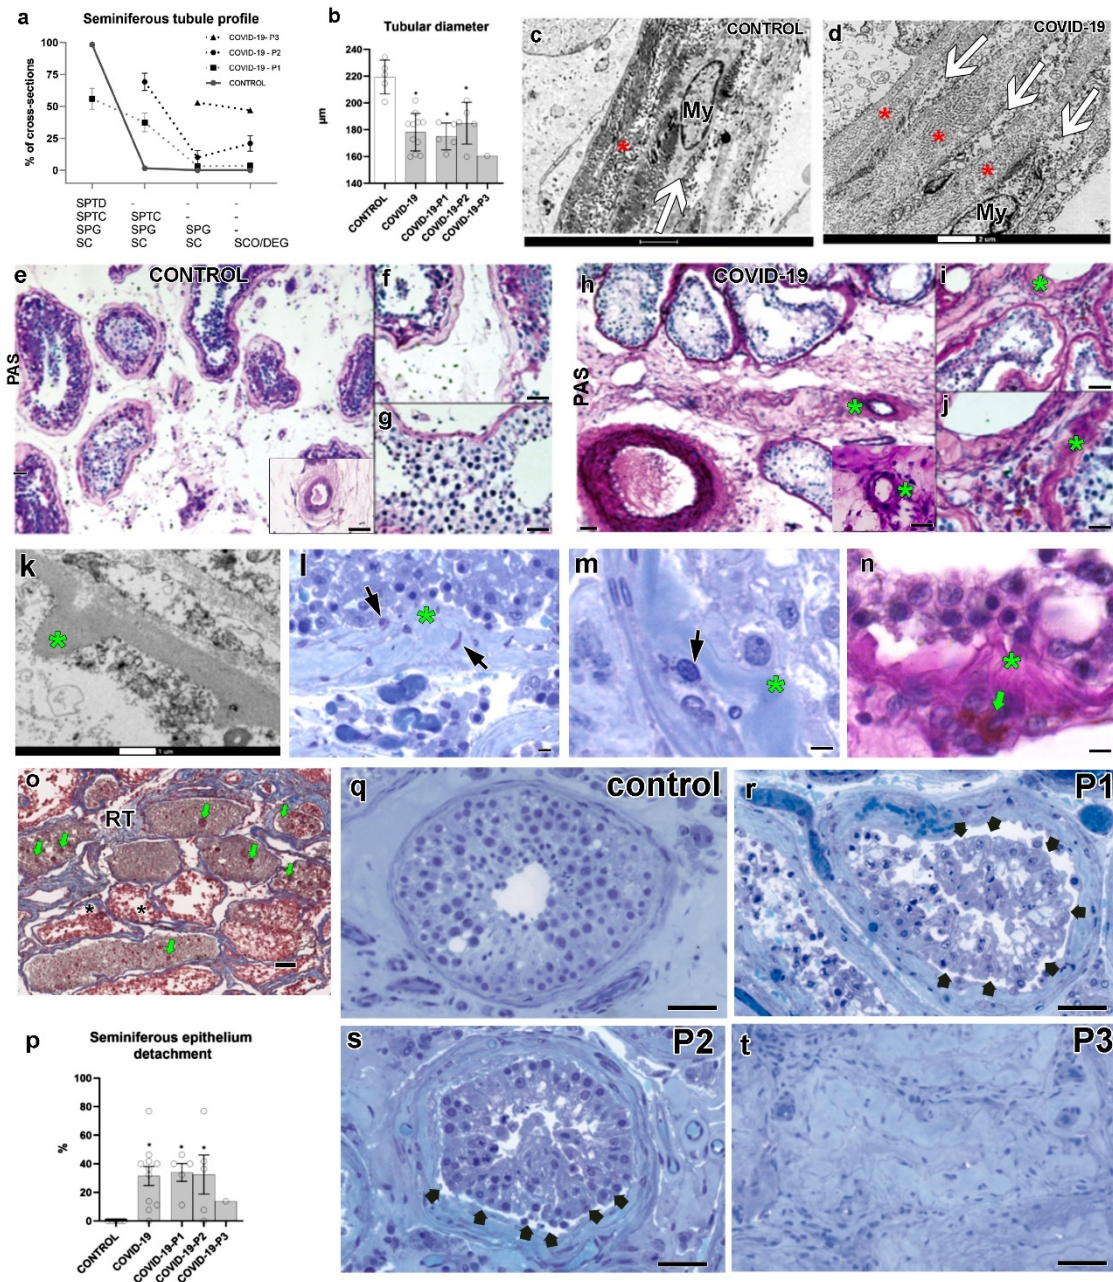 a
Seminiferous tubule profile
COVID-19- P3
COVID-19 - P2
COVID-19 - P1
CONTROL
% of cross-sections
100
75
50
25
0
SPTD - - -
SPTC SPTC - -
SPG SPG SPG -
SC SC SC SCO/DEG
b
Tubular diameter
µm
220
200
180
160
140
* * *
CONTROL
COVID-19
COVID-19-P1
COVID-19-P2
COVID-19-P3
c
CONTROL
My
*
d
COVID-19
* * *
My
2 µm
e
CONTROL
PAS
f
g
h
COVID-19
PAS
*
*
i
*
j
*
k
*
1 µm
l
*
m
*
n
*
o
RT
* *
p
Seminiferous epithelium
detachment
%
100
80
60
40
20
0
* * *
CONTROL
COVID-19
COVID-19-P1
COVID-19-P2
COVID-19-P3
q
control
r
P1
s
P2
t
P3